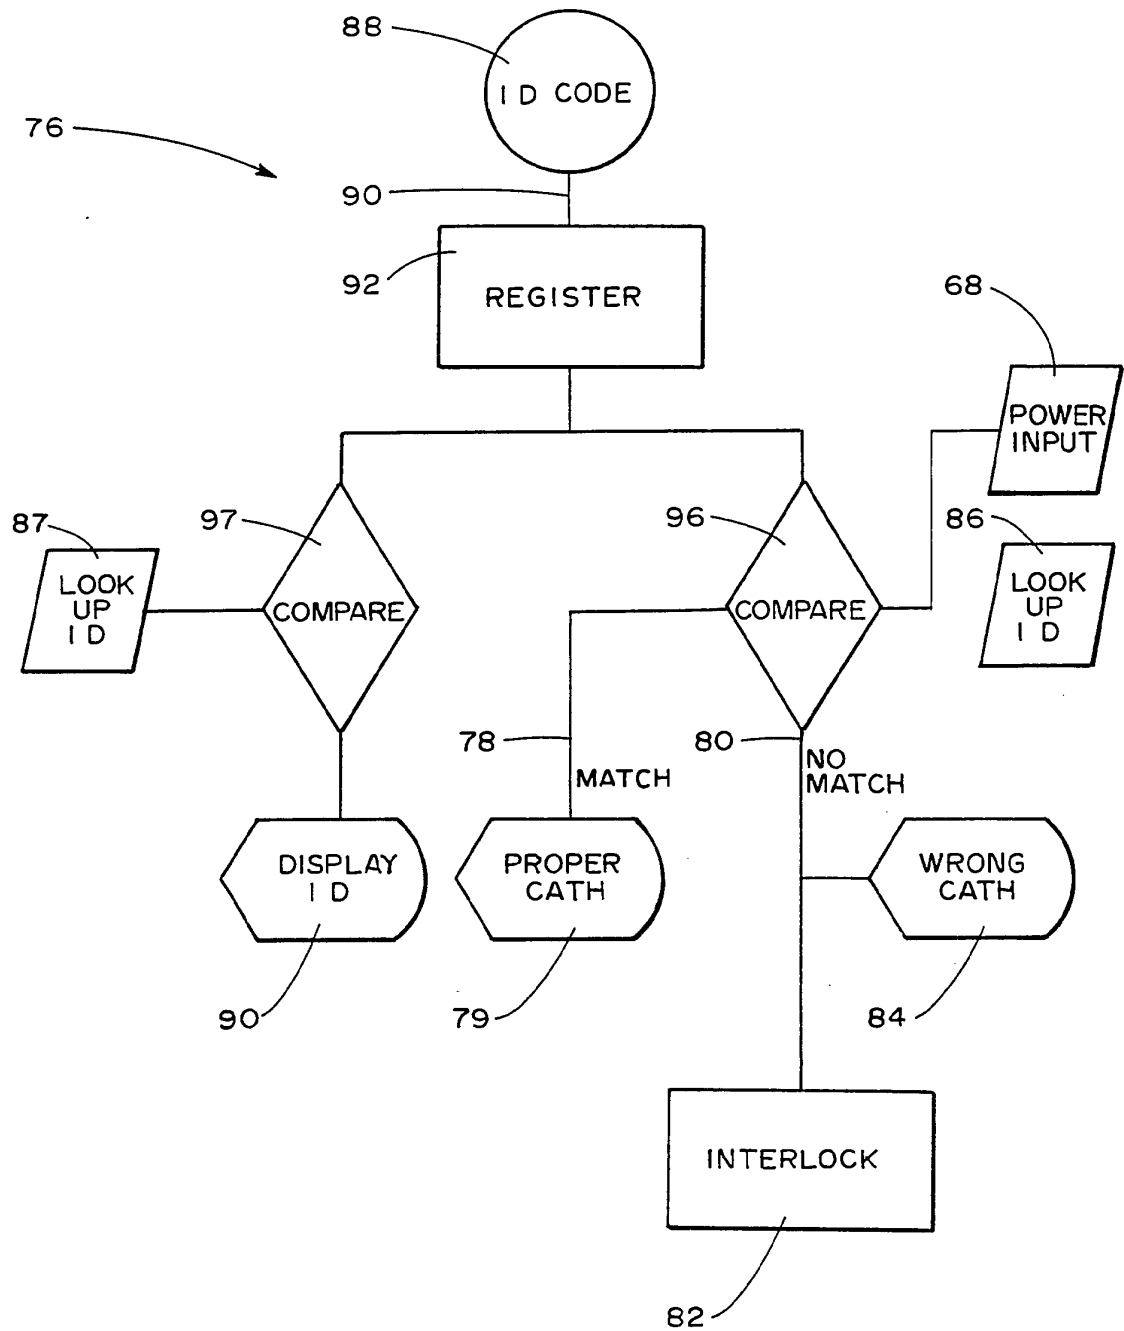 88
I D CODE
76
90
92
REGISTER
68
POWER
INPUT
87
97
96
86
LOOK
UP
I D
COMPARE
COMPARE
LOOK
UP
I D
78
80
MATCH
NO
MATCH
DISPLAY
I D
PROPER
CATH
WRONG
CATH
90
79
84
INTERLOCK
82